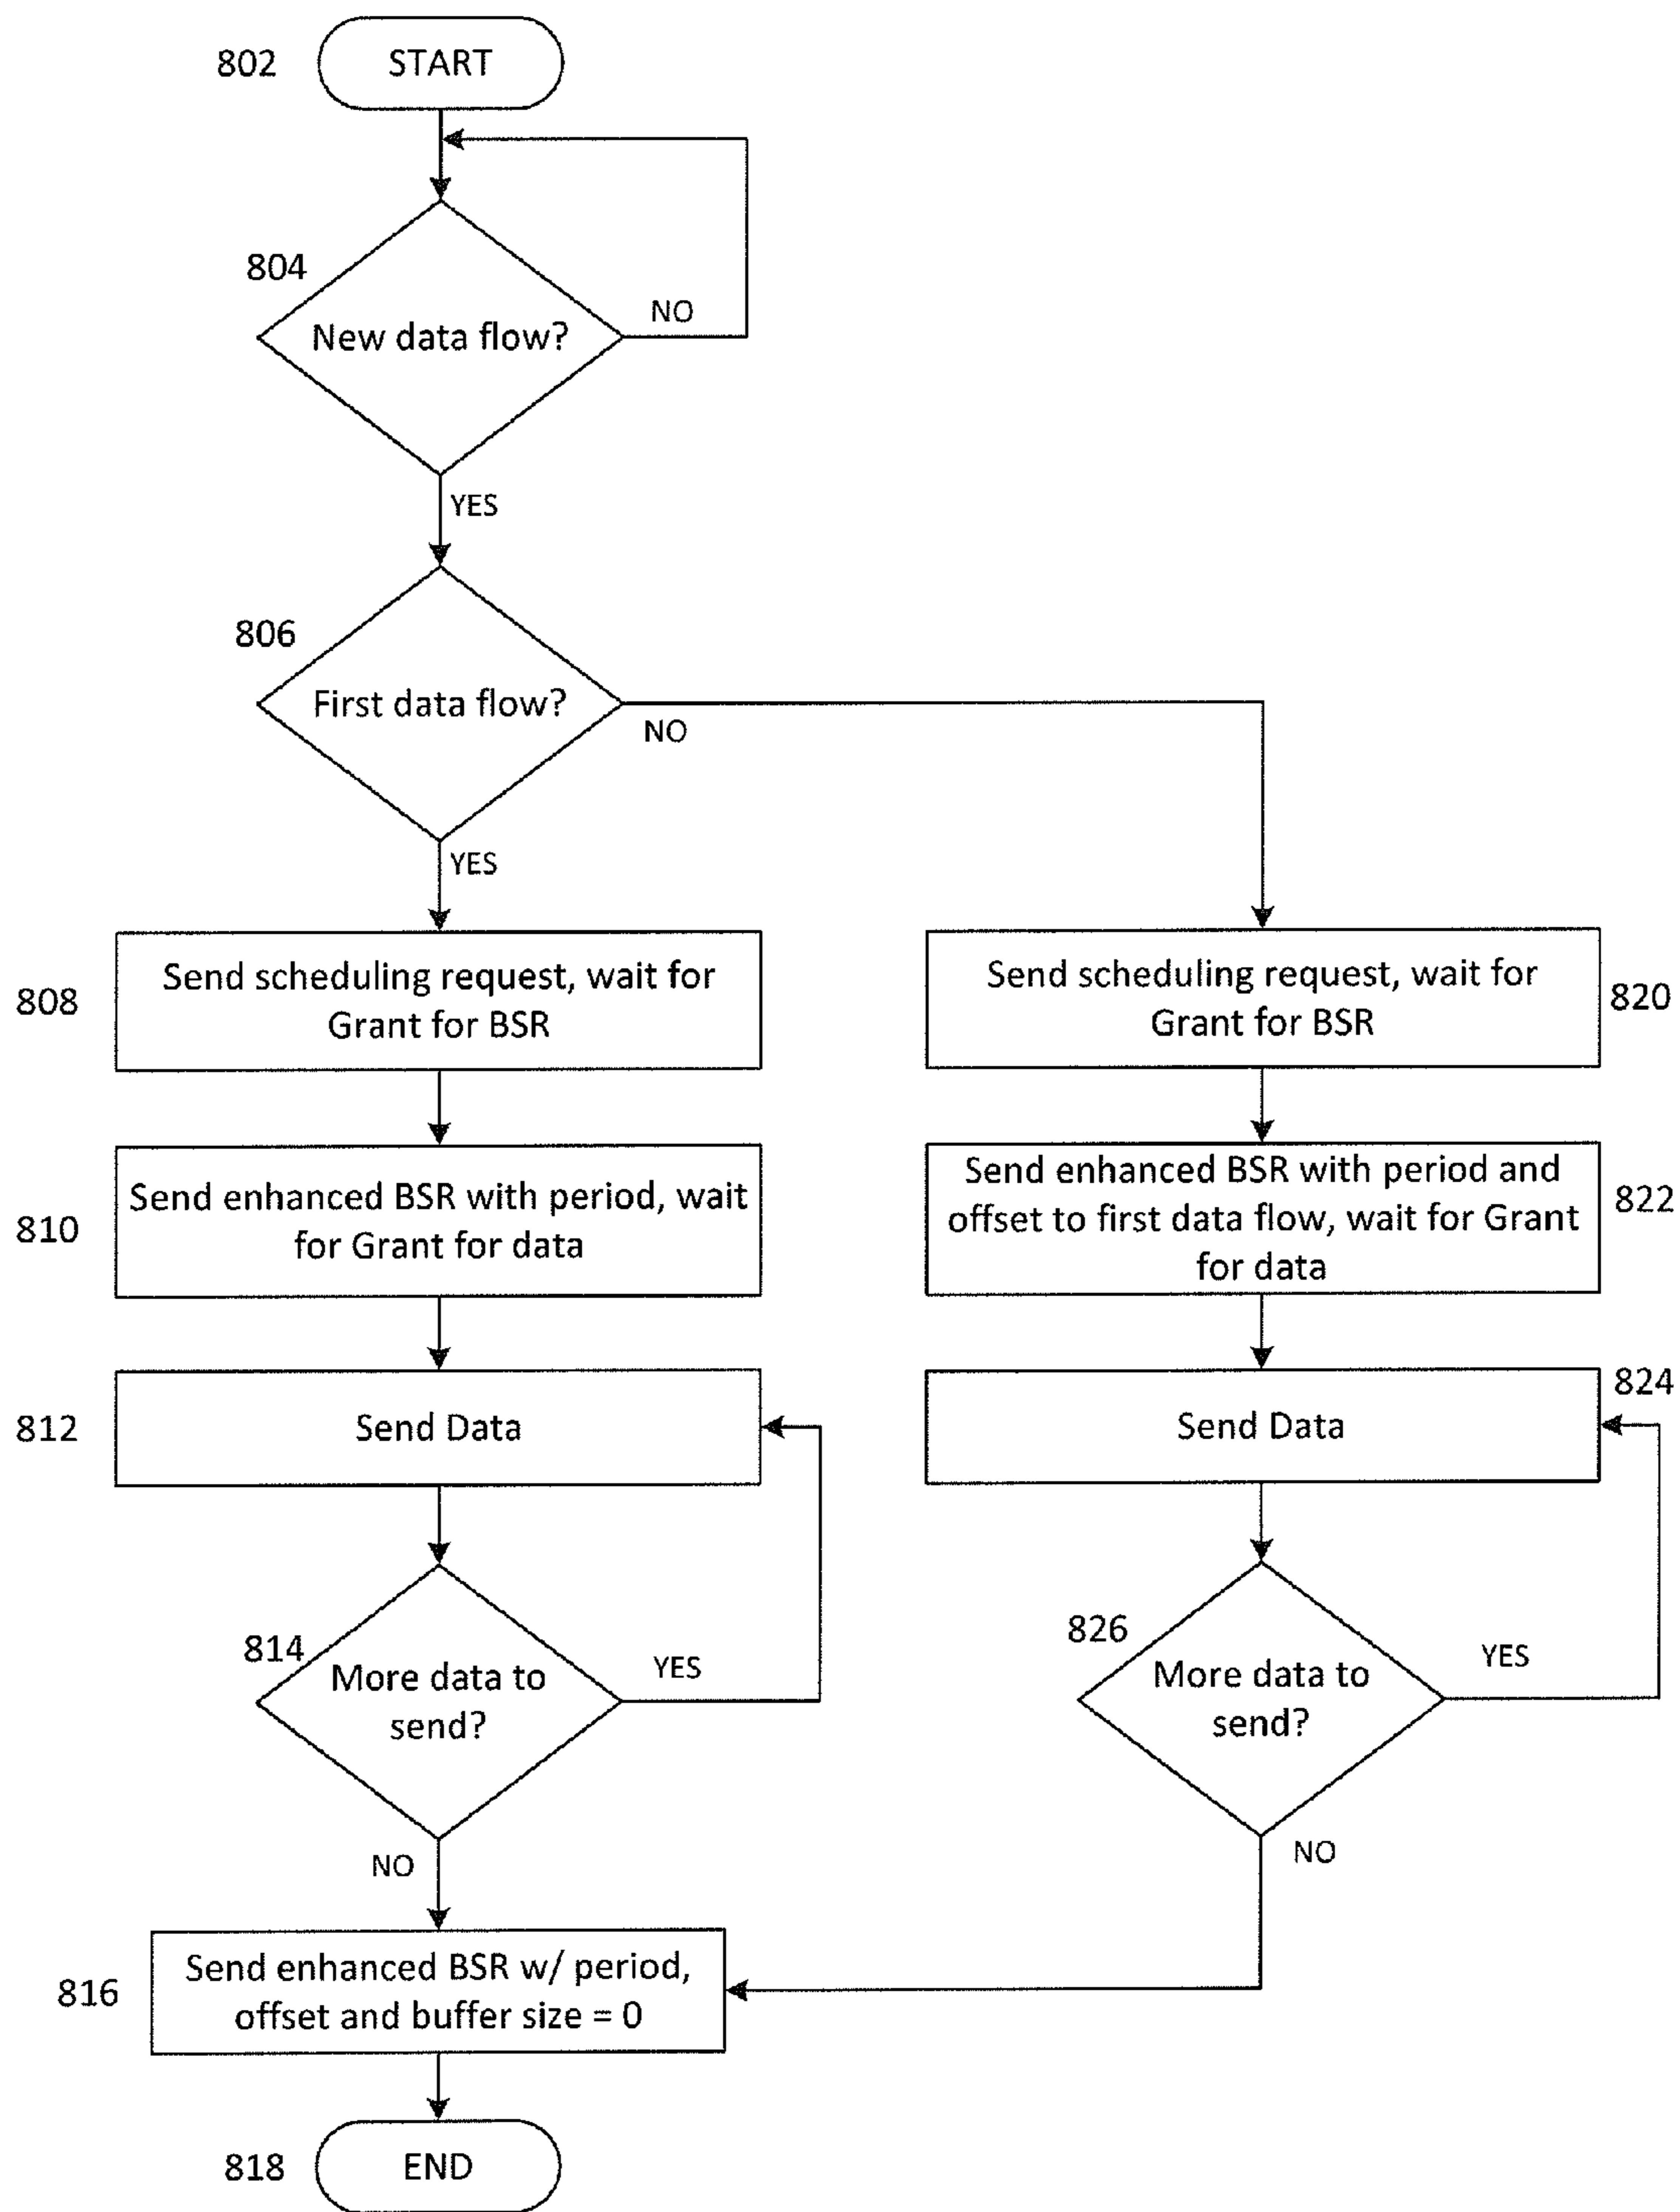 802
START
804
New data flow?
NO
YES
806
First data flow?
NO
YES
808
Send scheduling request, wait for
Grant for BSR
820
Send scheduling request, wait for
Grant for BSR
810
Send enhanced BSR with period, wait
for Grant for data
822
Send enhanced BSR with period and
offset to first data flow, wait for Grant
for data
812
Send Data
824
Send Data
814
More data to
send?
YES
NO
826
More data to
send?
YES
NO
816
Send enhanced BSR w/ period,
offset and buffer size = 0
818
END